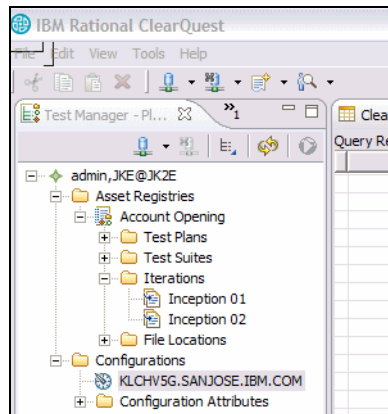 IBM Rational ClearQuest
File Edit View Tools Help
Test Manager - Pl... »1
Clea
Query Re
admin,JKE@JK2E
Asset Registries
Account Opening
Test Plans
Test Suites
Iterations
Inception 01
Inception 02
File Locations
Configurations
KLCHV5G.SANJOSE.IBM.COM
Configuration Attributes